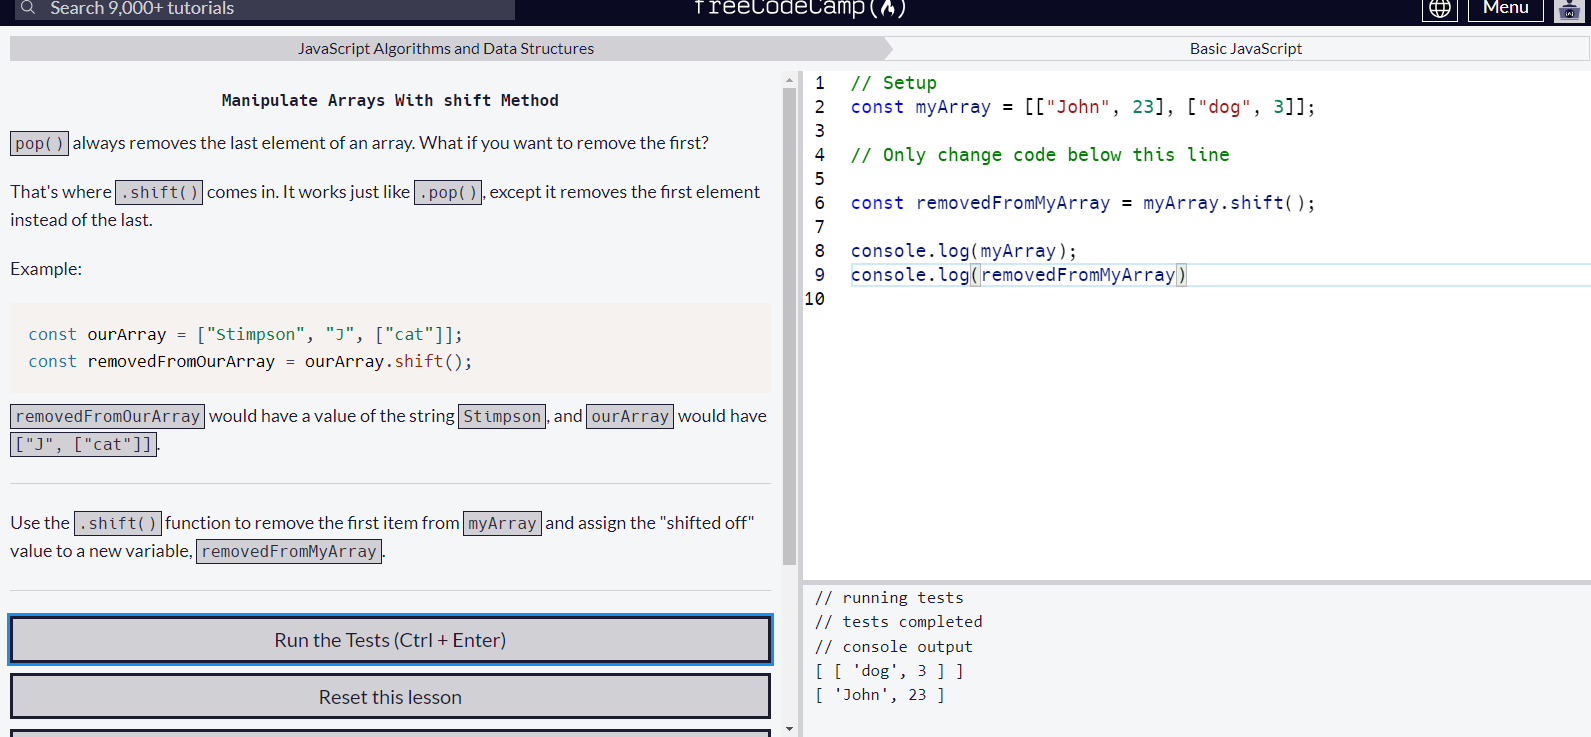 Search 9,000+ tutorials
freeCodeCamp
Menu
JavaScript Algorithms and Data Structures
Basic JavaScript
Manipulate Arrays With shift Method
pop() always removes the last element of an array. What if you want to remove the first?
That's where .shift() comes in. It works just like .pop(), except it removes the first element
instead of the last.
Example:
const ourArray = ["Stimpson", "J", ["cat"]];
const removedFromOurArray = ourArray.shift();
removedFromOurArray would have a value of the string Stimpson, and ourArray would have
["J", ["cat"]].
Use the .shift() function to remove the first item from myArray and assign the "shifted off"
value to a new variable, removedFromMyArray.
Run the Tests (Ctrl + Enter)
Reset this lesson
1 // Setup
2 const myArray = [["John", 23], ["dog", 3]];
3
4 // Only change code below this line
5
6 const removedFromMyArray = myArray.shift();
7
8 console.log(myArray);
9 console.log(removedFromMyArray)
10
// running tests
// tests completed
// console output
[ [ 'dog', 3 ] ]
[ 'John', 23 ]